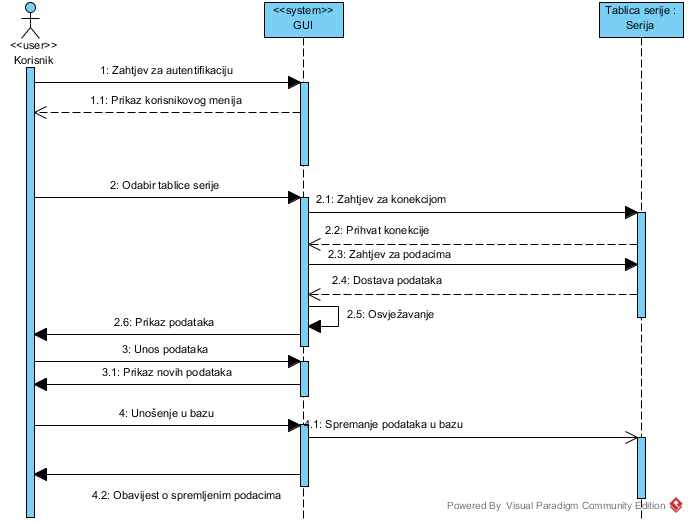 <<system>>
GUI
Tablica serije :
Serija
<<user>>
Korisnik
1: Zahtjev za autentifikaciju
1.1: Prikaz korisnikovog menija
2: Odabir tablice serije
2.1: Zahtjev za konekcijom
2.2: Prihvat konekcije
2.3: Zahtjev za podacima
2.4: Dostava podataka
2.5: Osvježavanje
2.6: Prikaz podataka
3: Unos podataka
3.1: Prikaz novih podataka
4: Unošenje u bazu
4.1: Spremanje podataka u bazu
4.2: Obavijest o spremljenim podacima
Powered By Visual Paradigm Community Edition